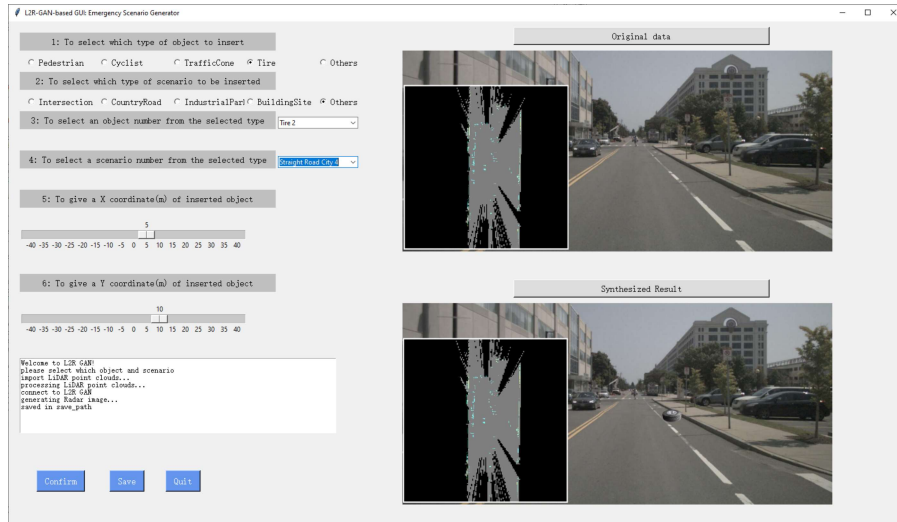 L2R-GAN-based GUI: Emergency Scenario Generator
1: To select which type of object to insert
Pedestrian Cyclist TrafficCone Tire Others
2: To select which type of scenario to be inserted
Intersection CountryRoad IndustrialParl BuildingSite Others
3: To select an object number from the selected type Tire 2
4: To select a scenario number from the selected type Straight Road City 4
5: To give a X coordinate(m) of inserted object
5
-40 -35 -30 -25 -20 -15 -10 -5 0 5 10 15 20 25 30 35 40
6: To give a Y coordinate(m) of inserted object
10
-40 -35 -30 -25 -20 -15 -10 -5 0 5 10 15 20 25 30 35 40
Welcome to L2R GAN!
please select which object and scenario
import LiDAR point clouds...
processing LiDAR point clouds...
connect to L2R GAN
generating Radar image...
saved in save_path
Confirm Save Quit
Original data
Synthesized Result